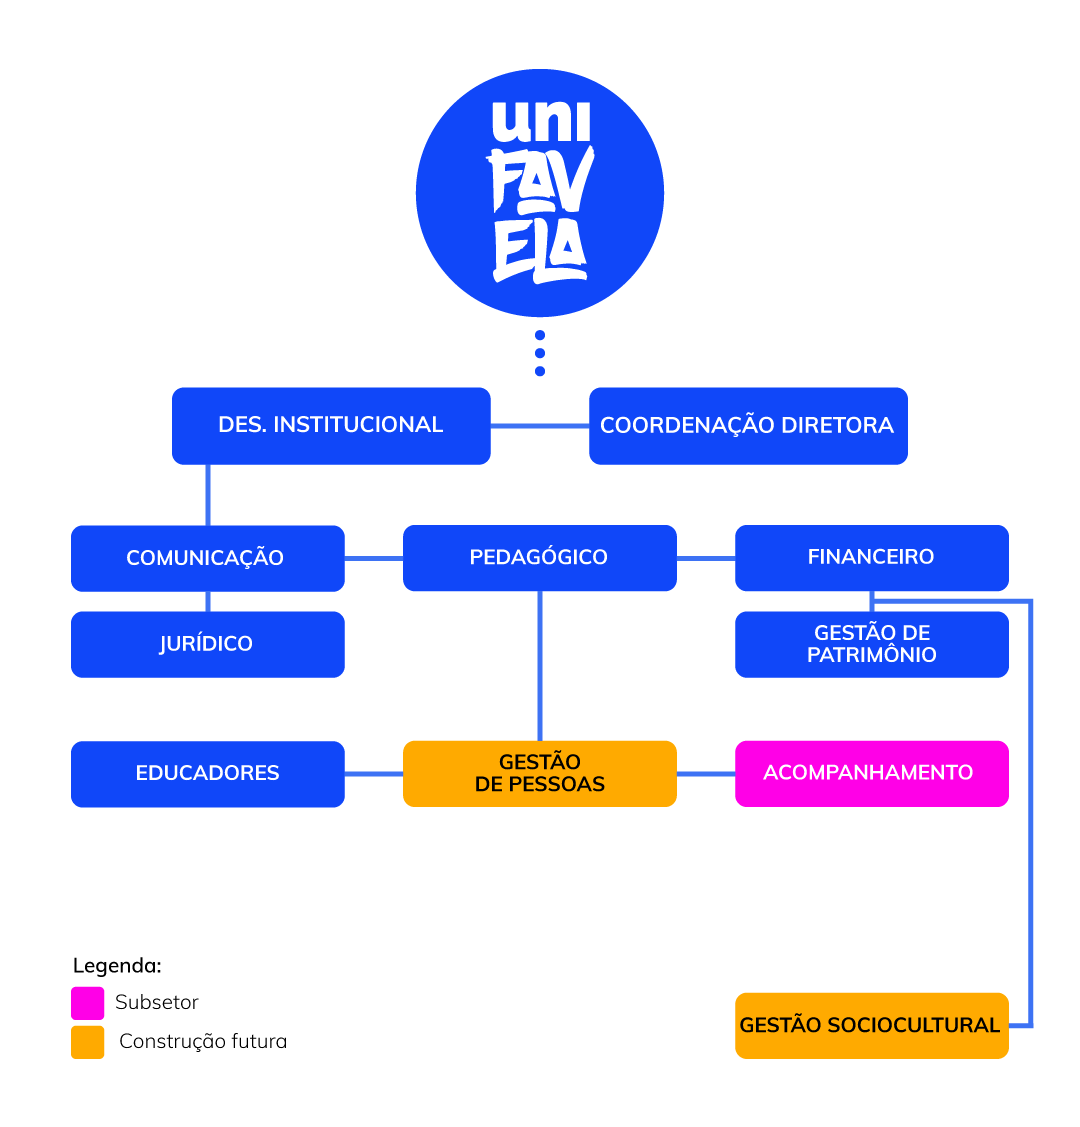 uni
FAV
ELA
DES. INSTITUCIONAL
COORDENAÇÃO DIRETORA
COMUNICAÇÃO
PEDAGÓGICO
FINANCEIRO
JURÍDICO
GESTÃO DE
PATRIMÔNIO
EDUCADORES
GESTÃO
DE PESSOAS
ACOMPANHAMENTO
Legenda:
Subsetor
Construção futura
GESTÃO SOCIOCULTURAL